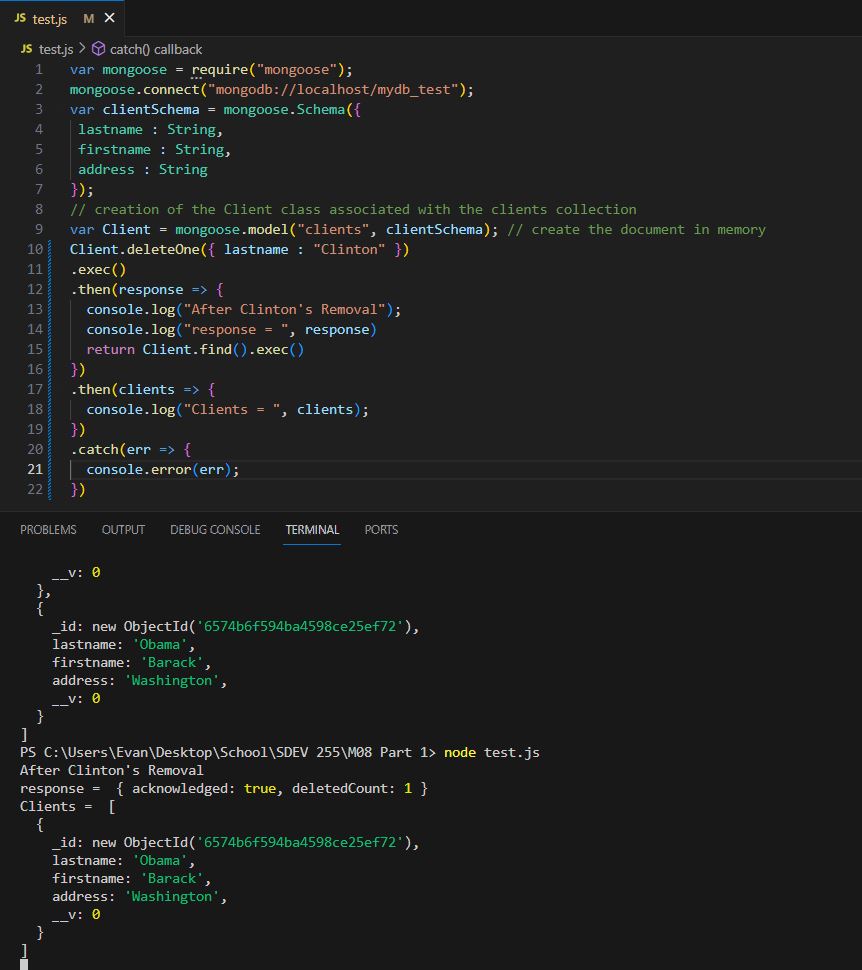 JS test.js M ×
JS test.js > catch() callback
1 var mongoose = require("mongoose");
2 mongoose.connect("mongodb://localhost/mydb_test");
3 var clientSchema = mongoose.Schema({
4 lastname : String,
5 firstname : String,
6 address : String
7 });
8 // creation of the Client class associated with the clients collection
9 var Client = mongoose.model("clients", clientSchema); // create the document in memory
10 Client.deleteOne({ lastname : "Clinton" })
11 .exec()
12 .then(response => {
13 console.log("After Clinton's Removal");
14 console.log("response = ", response)
15 return Client.find().exec()
16 })
17 .then(clients => {
18 console.log("Clients = ", clients);
19 })
20 .catch(err => {
21 console.error(err);
22 })
PROBLEMS OUTPUT DEBUG CONSOLE TERMINAL PORTS
__v: 0
},
{
_id: new ObjectId('6574b6f594ba4598ce25ef72'),
lastname: 'Obama',
firstname: 'Barack',
address: 'Washington',
__v: 0
}
]
PS C:\Users\Evan\Desktop\School\SDEV 255\M08 Part 1> node test.js
After Clinton's Removal
response =  { acknowledged: true, deletedCount: 1 }
Clients =  [
{
_id: new ObjectId('6574b6f594ba4598ce25ef72'),
lastname: 'Obama',
firstname: 'Barack',
address: 'Washington',
__v: 0
}
]